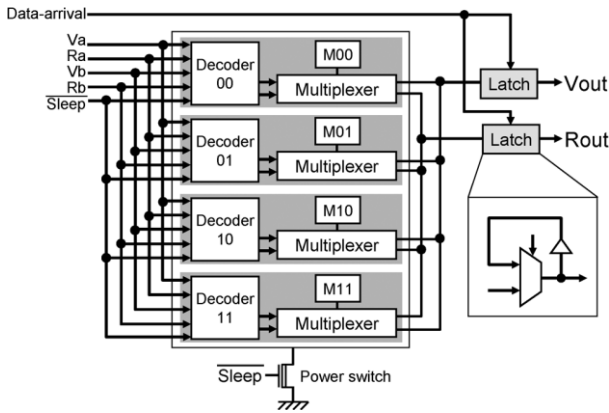 Data-arrival
Va
Ra
Vb
Rb
Sleep
Decoder
00
M00
Multiplexer
Latch
Vout
Decoder
01
M01
Multiplexer
Latch
Rout
Decoder
10
M10
Multiplexer
Decoder
11
M11
Multiplexer
Sleep
Power switch